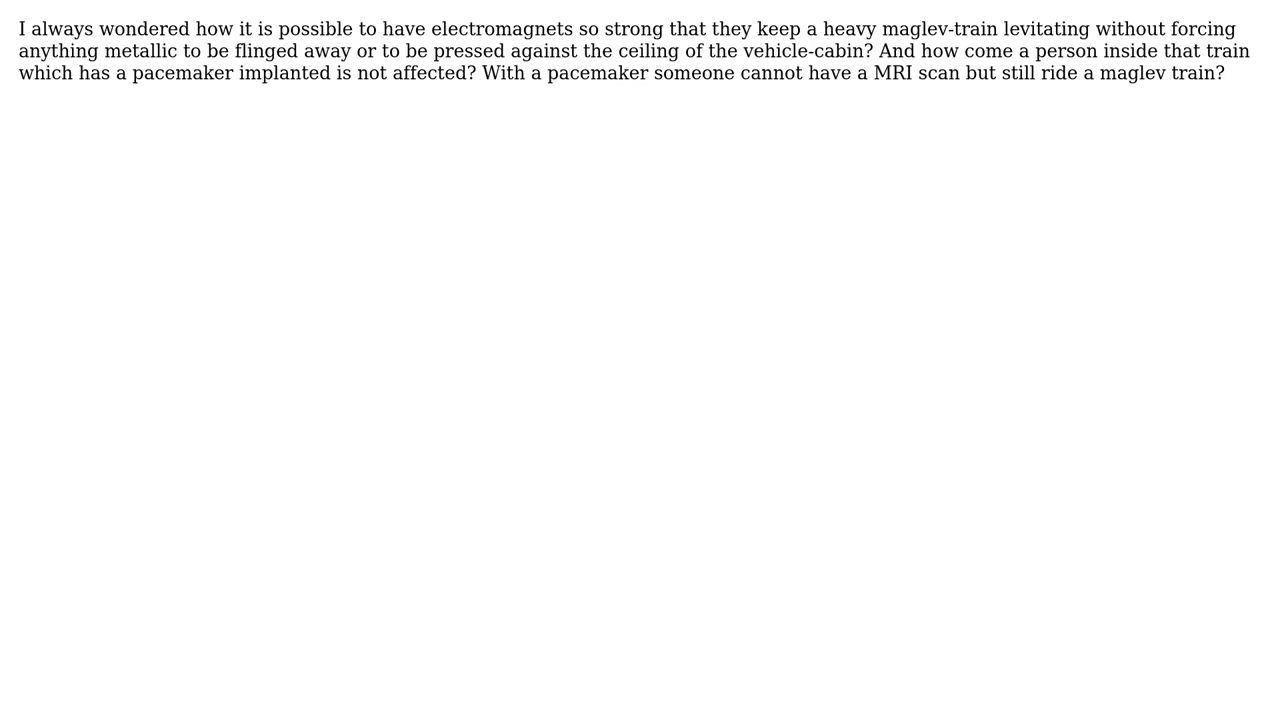 I always wondered how it is possible to have electromagnets so strong that they keep a heavy maglev-train levitating without forcing
anything metallic to be flinged away or to be pressed against the ceiling of the vehicle-cabin? And how come a person inside that train
which has a pacemaker implanted is not affected? With a pacemaker someone cannot have a MRI scan but still ride a maglev train?